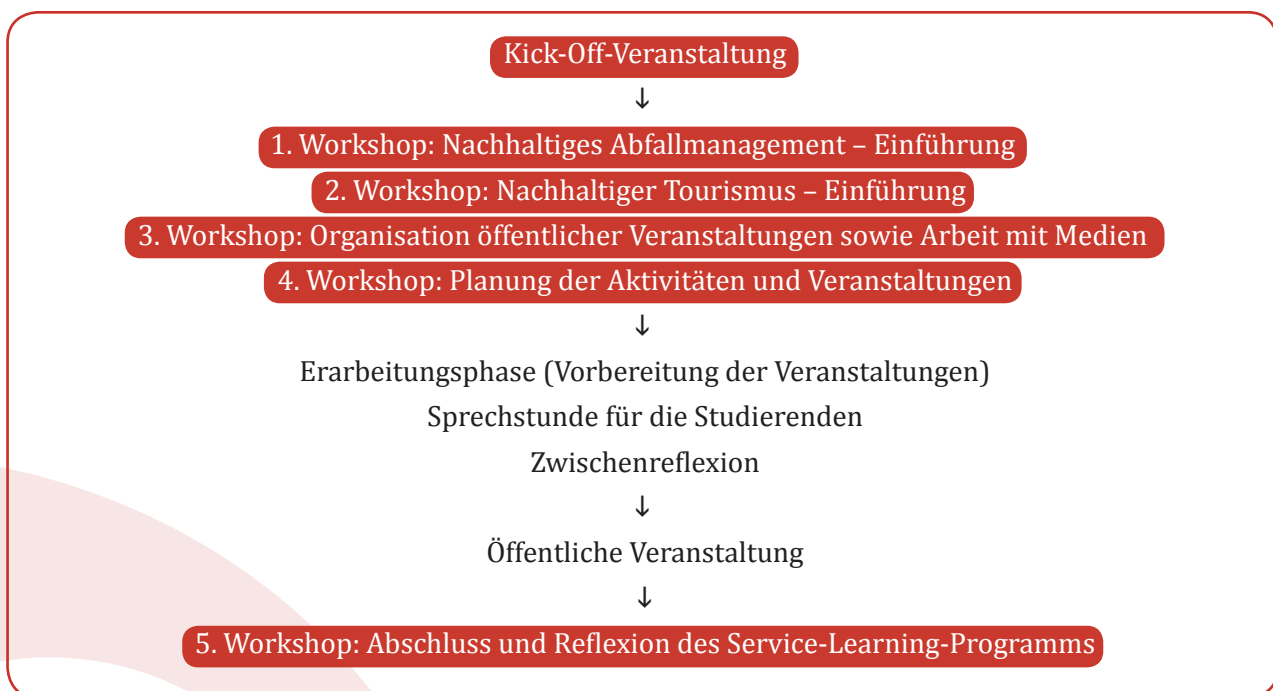 Kick-Off-Veranstaltung
↓
1. Workshop: Nachhaltiges Abfallmanagement – Einführung
2. Workshop: Nachhaltiger Tourismus – Einführung
3. Workshop: Organisation öffentlicher Veranstaltungen sowie Arbeit mit Medien
4. Workshop: Planung der Aktivitäten und Veranstaltungen
↓
Erarbeitungsphase (Vorbereitung der Veranstaltungen)
Sprechstunde für die Studierenden
Zwischenreflexion
↓
Öffentliche Veranstaltung
↓
5. Workshop: Abschluss und Reflexion des Service-Learning-Programms